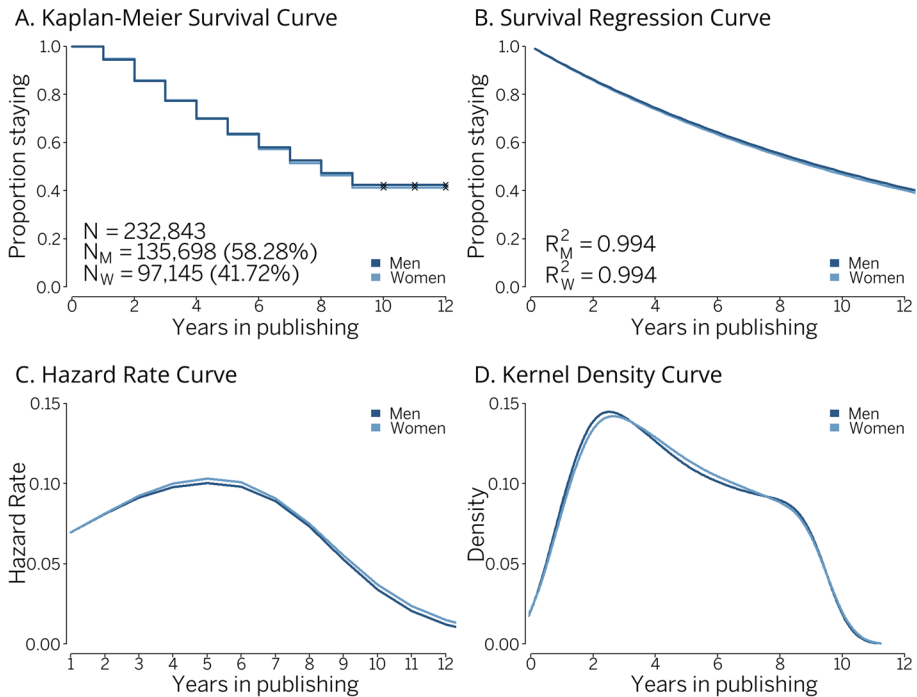 A. Kaplan-Meier Survival Curve
1.0
0.8
0.6
0.4
0.2
0.0
Proportion staying
N = 232,843
N_M = 135,698 (58.28%)
N_W = 97,145 (41.72%)
Men
Women
0 2 4 6 8 10 12
Years in publishing
B. Survival Regression Curve
1.0
0.8
0.6
0.4
0.2
0.0
Proportion staying
R²_M = 0.994
R²_W = 0.994
Men
Women
0 2 4 6 8 10 12
Years in publishing
C. Hazard Rate Curve
0.15
0.10
0.05
0.00
Hazard Rate
Men
Women
1 2 3 4 5 6 7 8 9 10 11 12
Years in publishing
D. Kernel Density Curve
0.15
0.10
0.05
0.00
Density
Men
Women
0 2 4 6 8 10 12
Years in publishing